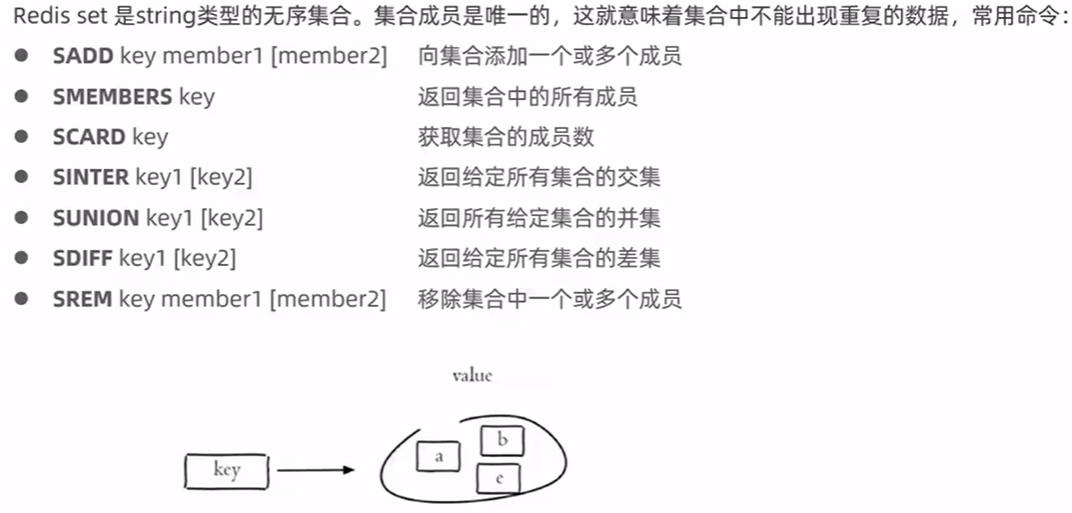 Redis set 是string类型的无序集合。集合成员是唯一的，这就意味着集合中不能出现重复的数据，常用命令：
● SADD key member1 [member2] 向集合添加一个或多个成员
● SMEMBERS key 返回集合中的所有成员
● SCARD key 获取集合的成员数
● SINTER key1 [key2] 返回给定所有集合的交集
● SUNION key1 [key2] 返回所有给定集合的并集
● SDIFF key1 [key2] 返回给定所有集合的差集
● SREM key member1 [member2] 移除集合中一个或多个成员
value
b
a
key
e